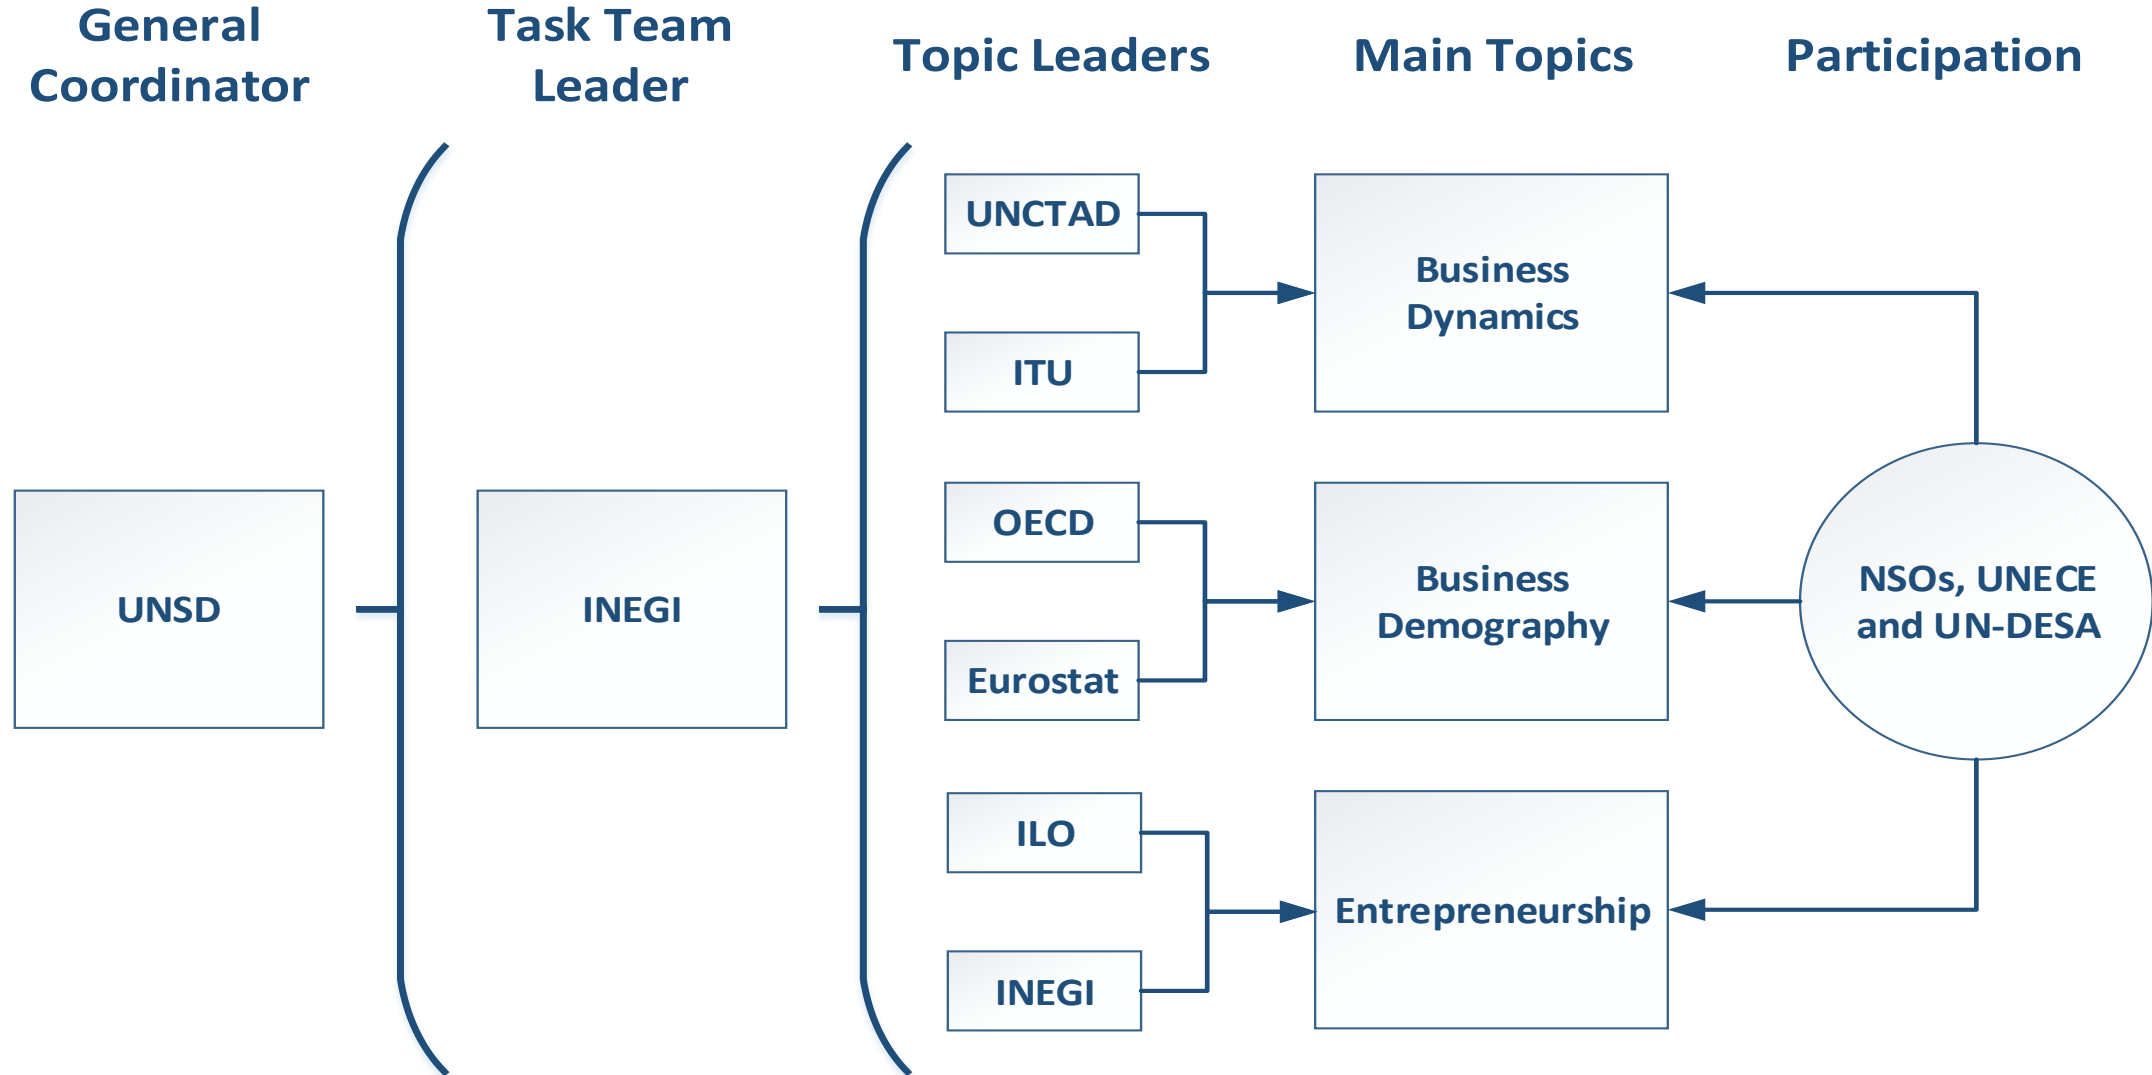 General
Coordinator
Task Team
Leader
Topic Leaders
Main Topics
Participation
UNSD
INEGI
UNCTAD
ITU
OECD
Eurostat
ILO
INEGI
Business
Dynamics
Business
Demography
Entrepreneurship
NSOs, UNECE
and UN-DESA